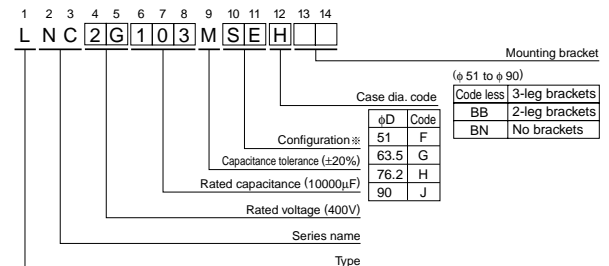 1 2 3 4 5 6 7 8 9 10 11 12 13 14
L N C 2 G 1 0 3 M S E H
Mounting bracket
(φ 51 to φ 90)
Code less 3-leg brackets
BB 2-leg brackets
BN No brackets
Case dia. code
φD Code
51 F
63.5 G
76.2 H
90 J
Configuration※
Capacitance tolerance (±20%)
Rated capacitance (10000μF)
Rated voltage (400V)
Series name
Type